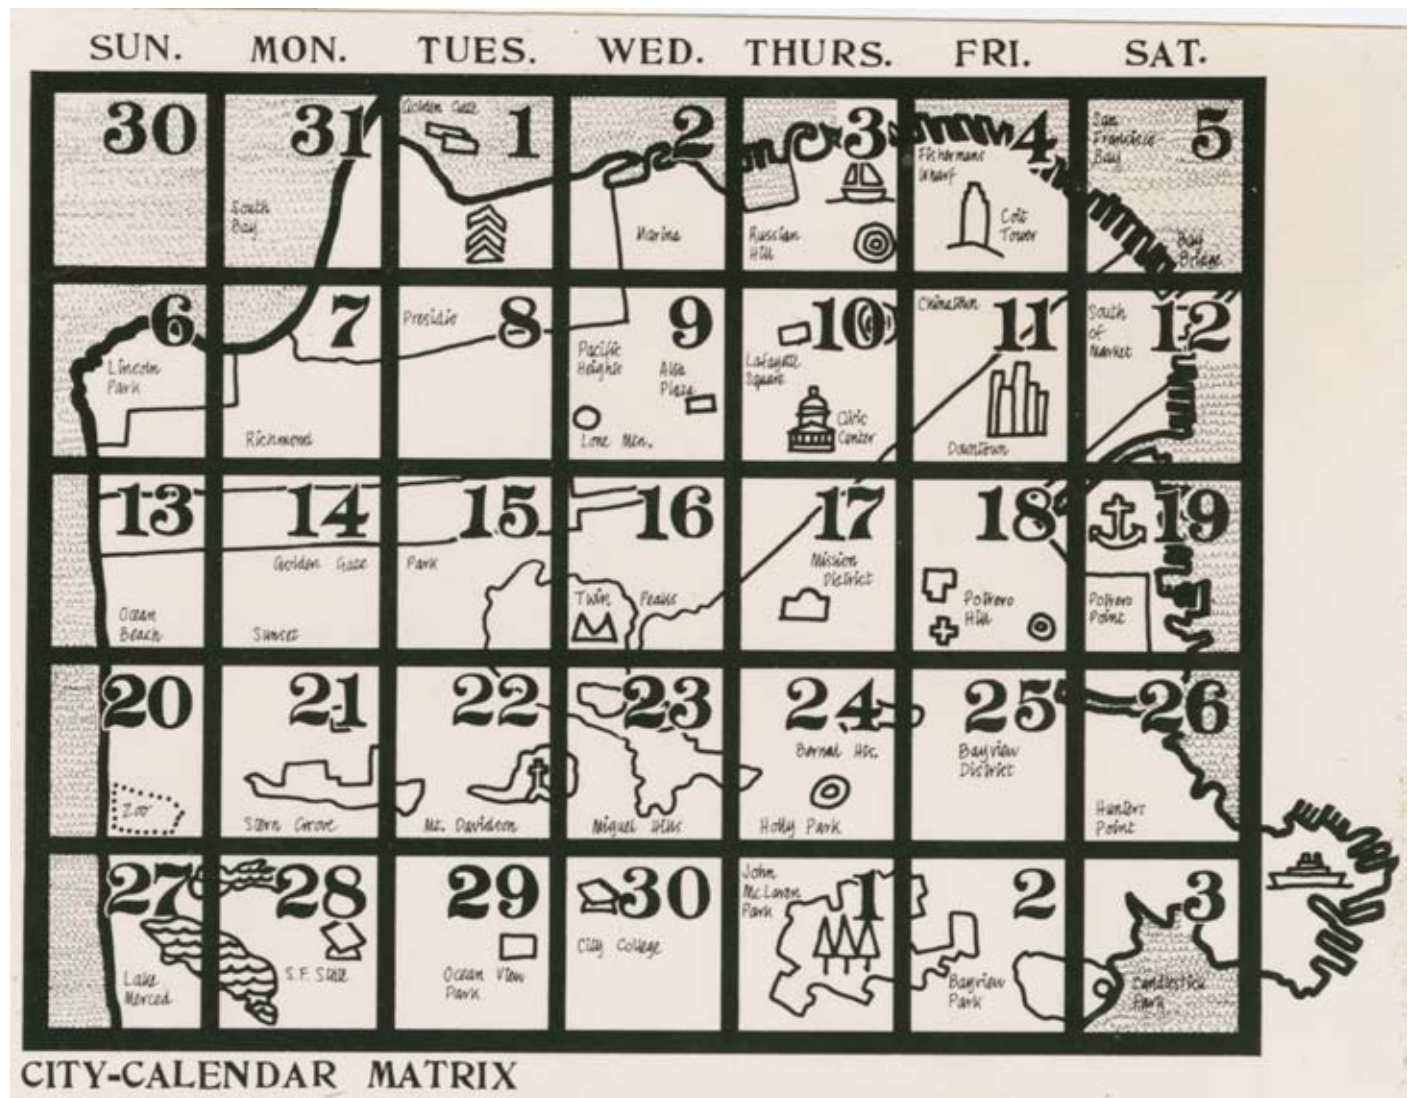 SUN. MON. TUES. WED. THURS. FRI. SAT.
30
31
South
Bay
Golden Gate
1
2
Marina
3
Russian
Hill
4
Fishermans
Wharf
Coit
Tower
5
San
Francisco
Bay
Bay
Bridge
6
Lincoln
Park
7
Richmond
8
Presidio
9
Pacific
Heights
Alta
Plaza
Lone Mtn.
10
Lafayette
Square
Civic
Center
11
Chinatown
Downtown
12
South
of
Market
13
Ocean
Beach
14
Golden Gate
Sunset
15
Park
16
Twin Peaks
17
Mission
District
18
Potrero
Hill
19
Potrero
Point
20
Zoo
21
Stern Grove
22
Mt. Davidson
23
Miguel Hills
24
Bernal Hts.
Holly Park
25
Bayview
District
26
Hunters
Point
27
Lake
Merced
28
S.F. State
29
Ocean View
Park
30
City College
1
John
McLaren
Park
2
Bayview
Park
3
Candlestick
Park
CITY-CALENDAR MATRIX